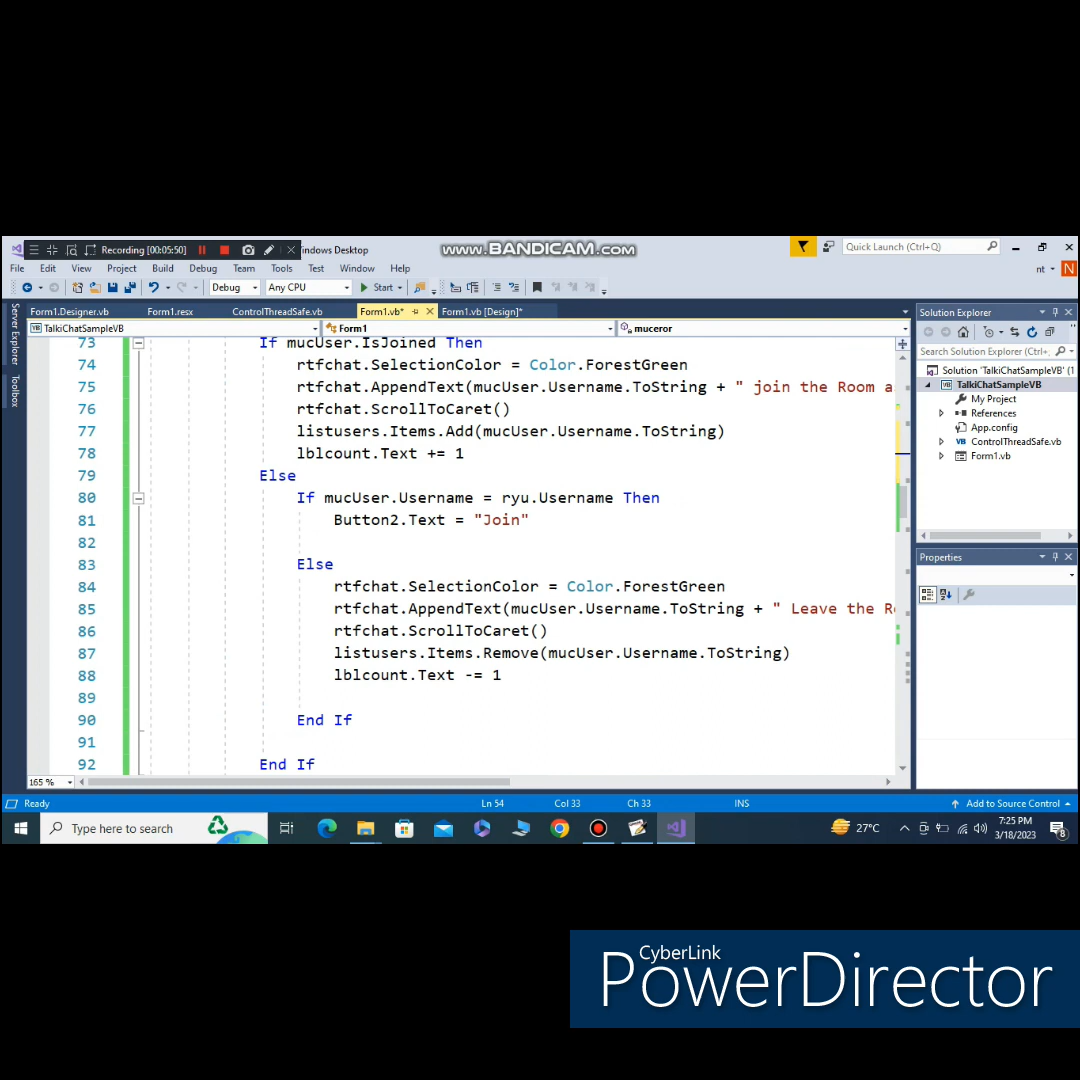 Recording [00:05:50]
indows Desktop
www.BANDICAM.com
Quick Launch (Ctrl+Q)
File Edit View Project Build Debug Team Tools Test Window Help
nt
N
Debug Any CPU Start
Form1.Designer.vb Form1.resx ControlThreadSafe.vb Form1.vb* Form1.vb [Design]*
TalkiChatSampleVB Form1 muceror
Server Explorer
Toolbox
73 If mucUser.IsJoined Then
74 rtfchat.SelectionColor = Color.ForestGreen
75 rtfchat.AppendText(mucUser.Username.ToString + " join the Room a
76 rtfchat.ScrollToCaret()
77 listusers.Items.Add(mucUser.Username.ToString)
78 lblcount.Text += 1
79 Else
80 If mucUser.Username = ryu.Username Then
81 Button2.Text = "Join"
82
83 Else
84 rtfchat.SelectionColor = Color.ForestGreen
85 rtfchat.AppendText(mucUser.Username.ToString + " Leave the R
86 rtfchat.ScrollToCaret()
87 listusers.Items.Remove(mucUser.Username.ToString)
88 lblcount.Text -= 1
89
90 End If
91
92 End If
165 %
Solution Explorer
Search Solution Explorer (Ctrl+;
Solution 'TalkiChatSampleVB' (1
TalkiChatSampleVB
My Project
References
App.config
ControlThreadSafe.vb
Form1.vb
Properties
Ready Ln 54 Col 33 Ch 33 INS Add to Source Control
Type here to search
27°C
7:25 PM
3/18/2023
8
CyberLink
PowerDirector